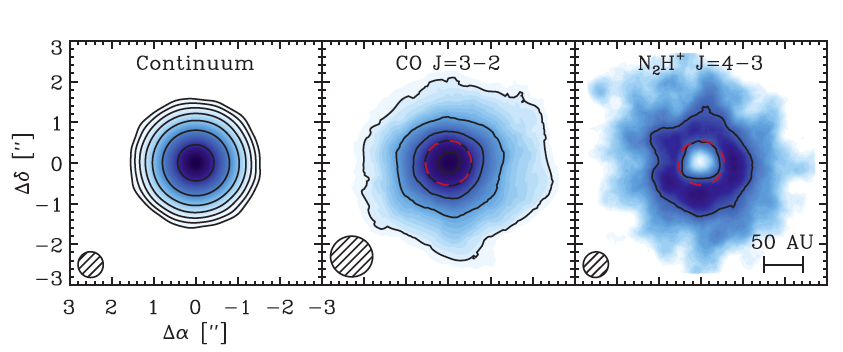 Continuum
CO J=3-2
N₂H⁺ J=4-3
3
2
1
0
−1
−2
−3
Δδ ["]
50 AU
3 2 1 0 −1 −2 −3
Δα ["]